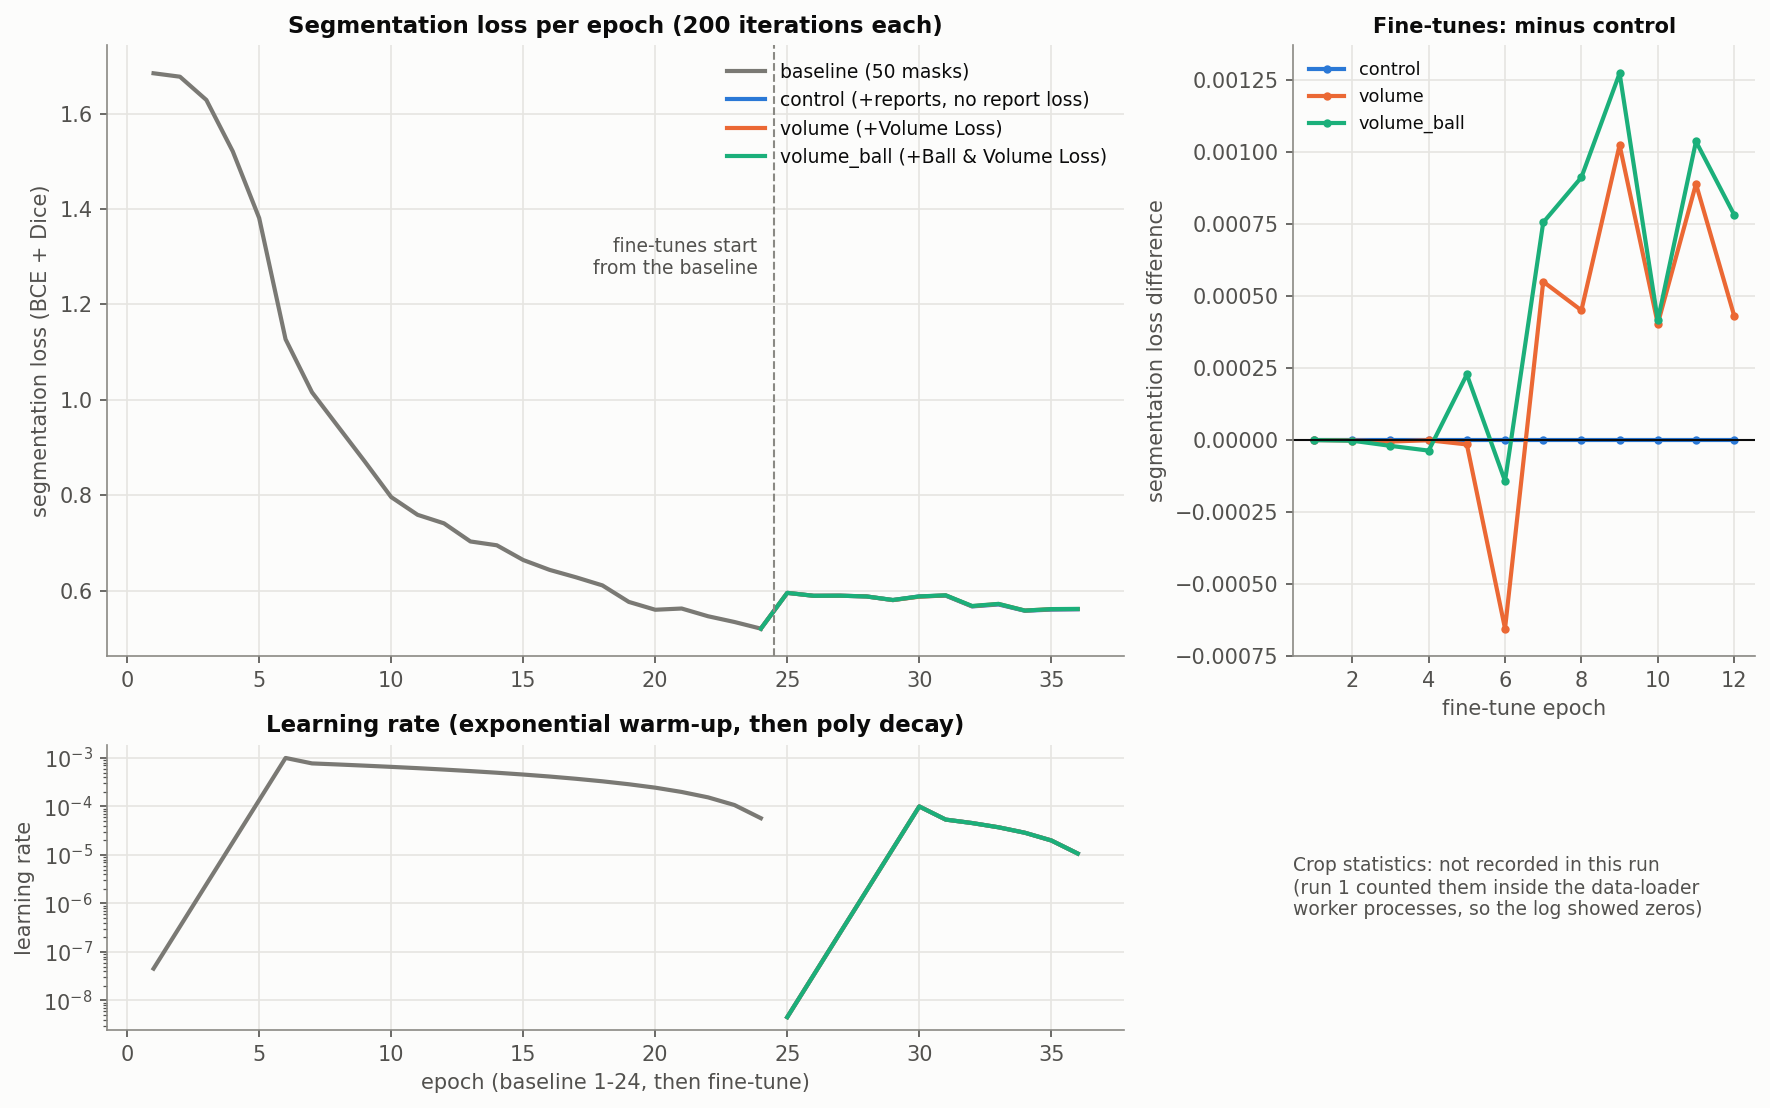 Segmentation loss per epoch (200 iterations each)
segmentation loss (BCE + Dice)
1.6
1.4
1.2
1.0
0.8
0.6
0 5 10 15 20 25 30 35
baseline (50 masks)
control (+reports, no report loss)
volume (+Volume Loss)
volume_ball (+Ball & Volume Loss)
fine-tunes start
from the baseline
Fine-tunes: minus control
segmentation loss difference
0.00125
0.00100
0.00075
0.00050
0.00025
0.00000
−0.00025
−0.00050
−0.00075
control
volume
volume_ball
2 4 6 8 10 12
fine-tune epoch
Learning rate (exponential warm-up, then poly decay)
learning rate
10⁻³
10⁻⁴
10⁻⁵
10⁻⁶
10⁻⁷
10⁻⁸
0 5 10 15 20 25 30 35
epoch (baseline 1-24, then fine-tune)
Crop statistics: not recorded in this run
(run 1 counted them inside the data-loader
worker processes, so the log showed zeros)